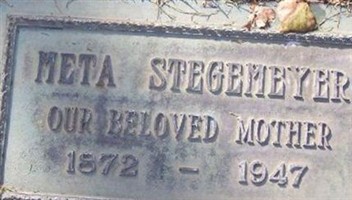 META STEGEMEYER
OUR BELOVED MOTHER
1872 - 1947